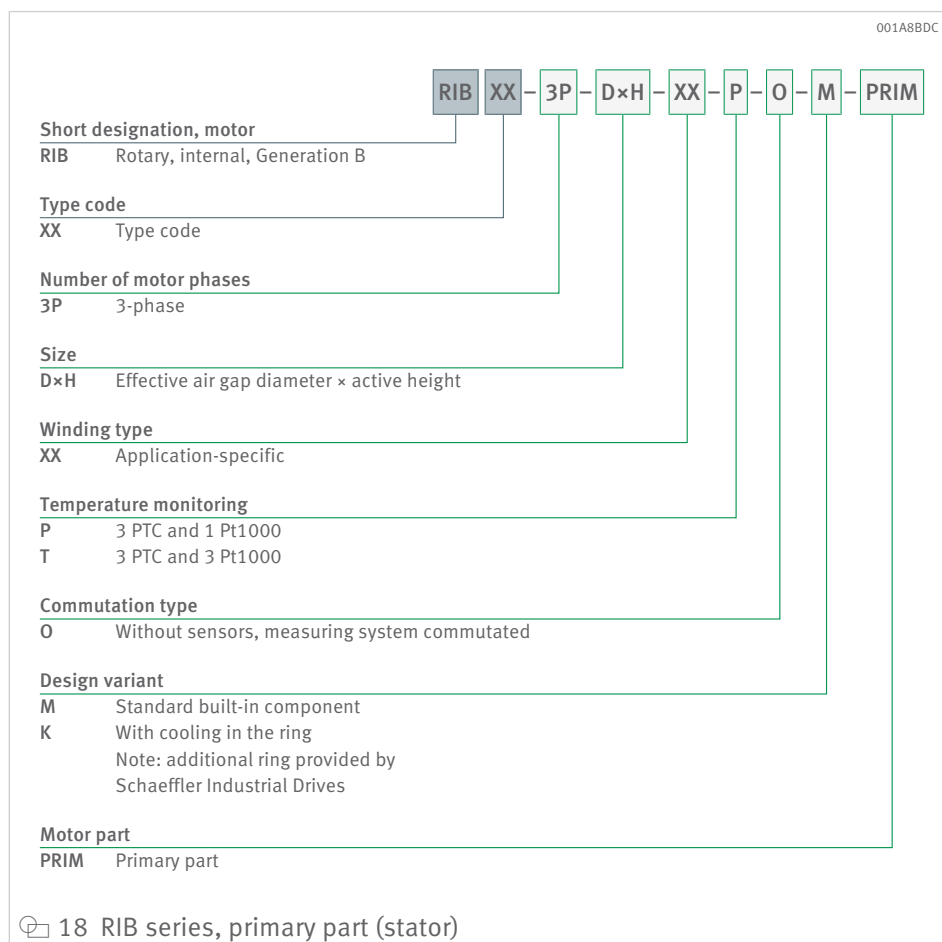 001A8BDC
RIB XX – 3P – D×H – XX – P – O – M – PRIM
Short designation, motor
RIB Rotary, internal, Generation B
Type code
XX Type code
Number of motor phases
3P 3-phase
Size
D×H Effective air gap diameter × active height
Winding type
XX Application-specific
Temperature monitoring
P 3 PTC and 1 Pt1000
T 3 PTC and 3 Pt1000
Commutation type
O Without sensors, measuring system commutated
Design variant
M Standard built-in component
K With cooling in the ring
Note: additional ring provided by
Schaeffler Industrial Drives
Motor part
PRIM Primary part
18 RIB series, primary part (stator)